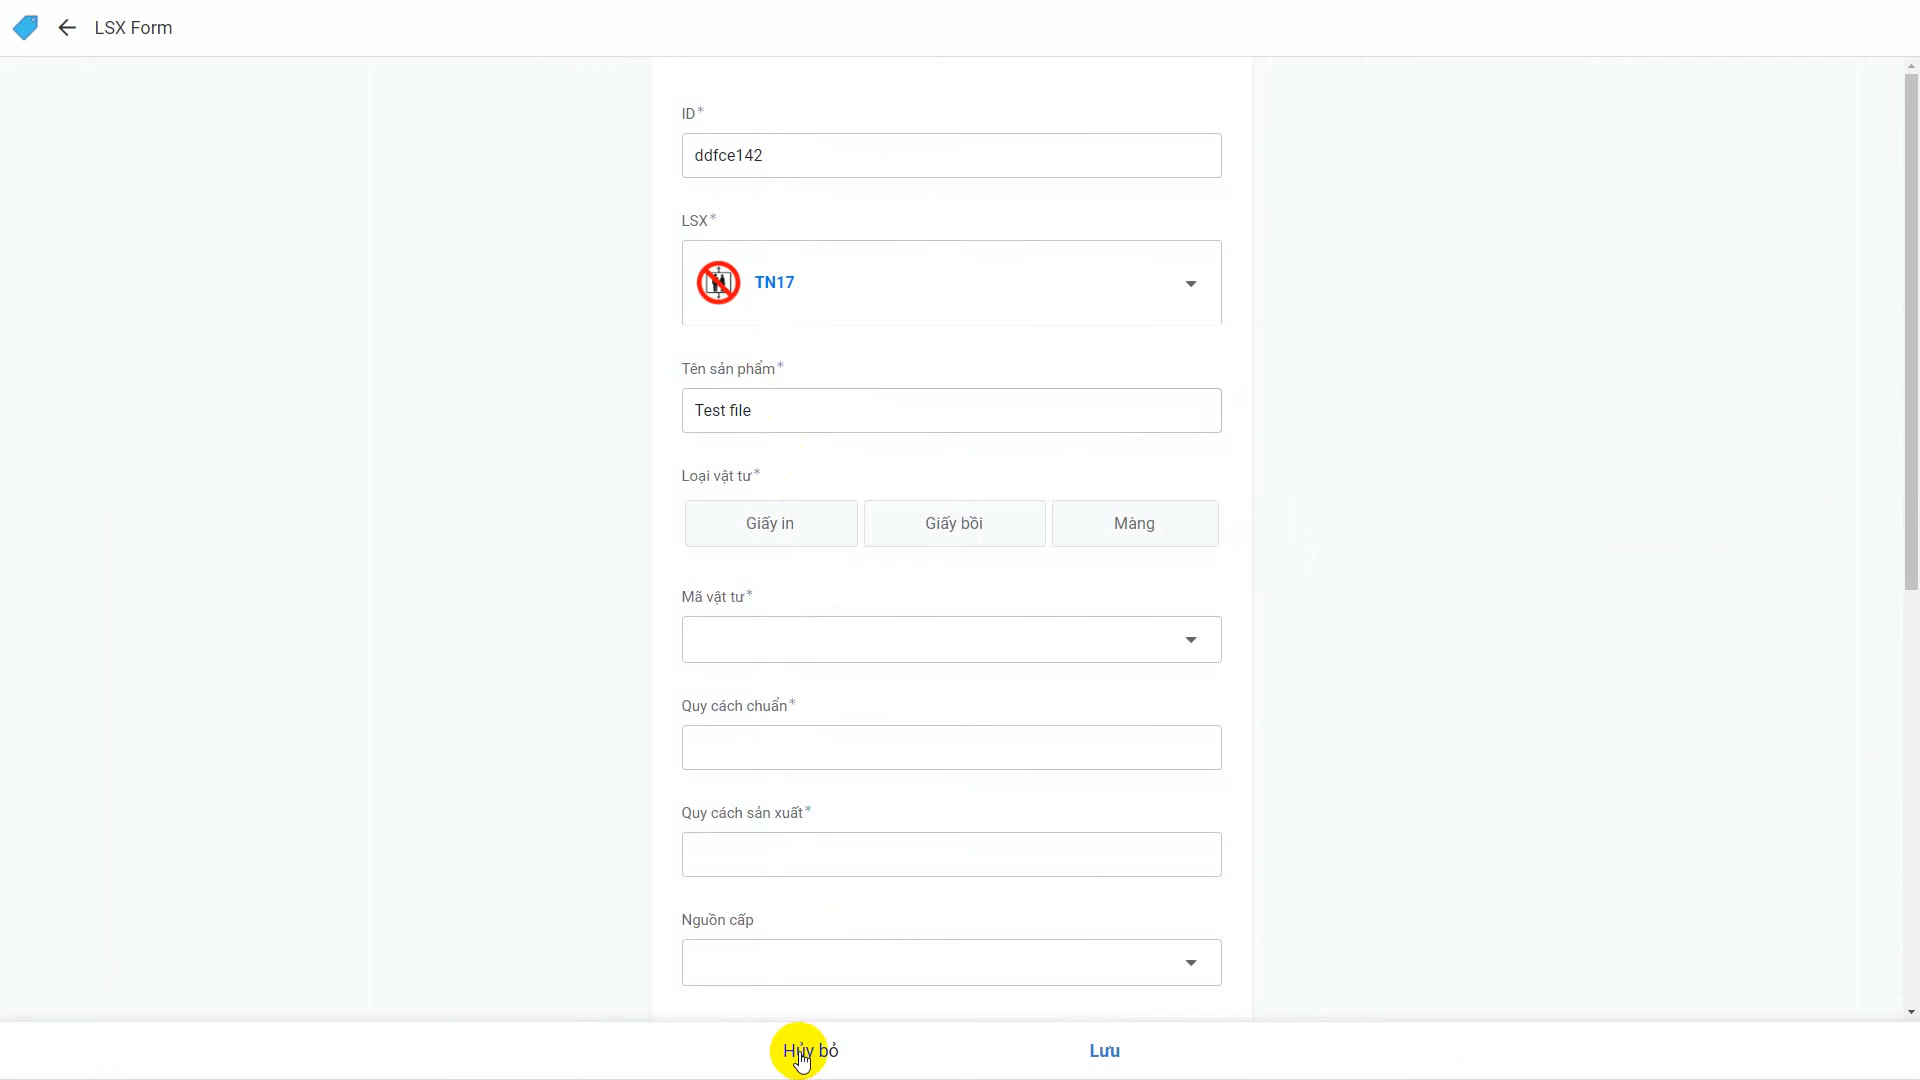 LSX Form
ID*
ddfce142
LSX*
TN17
Tên sản phẩm*
Test file
Loại vật tư*
Giấy in
Giấy bồi
Màng
Mã vật tư*
Quy cách chuẩn*
Quy cách sản xuất*
Nguồn cấp
Hủy bỏ
Lưu